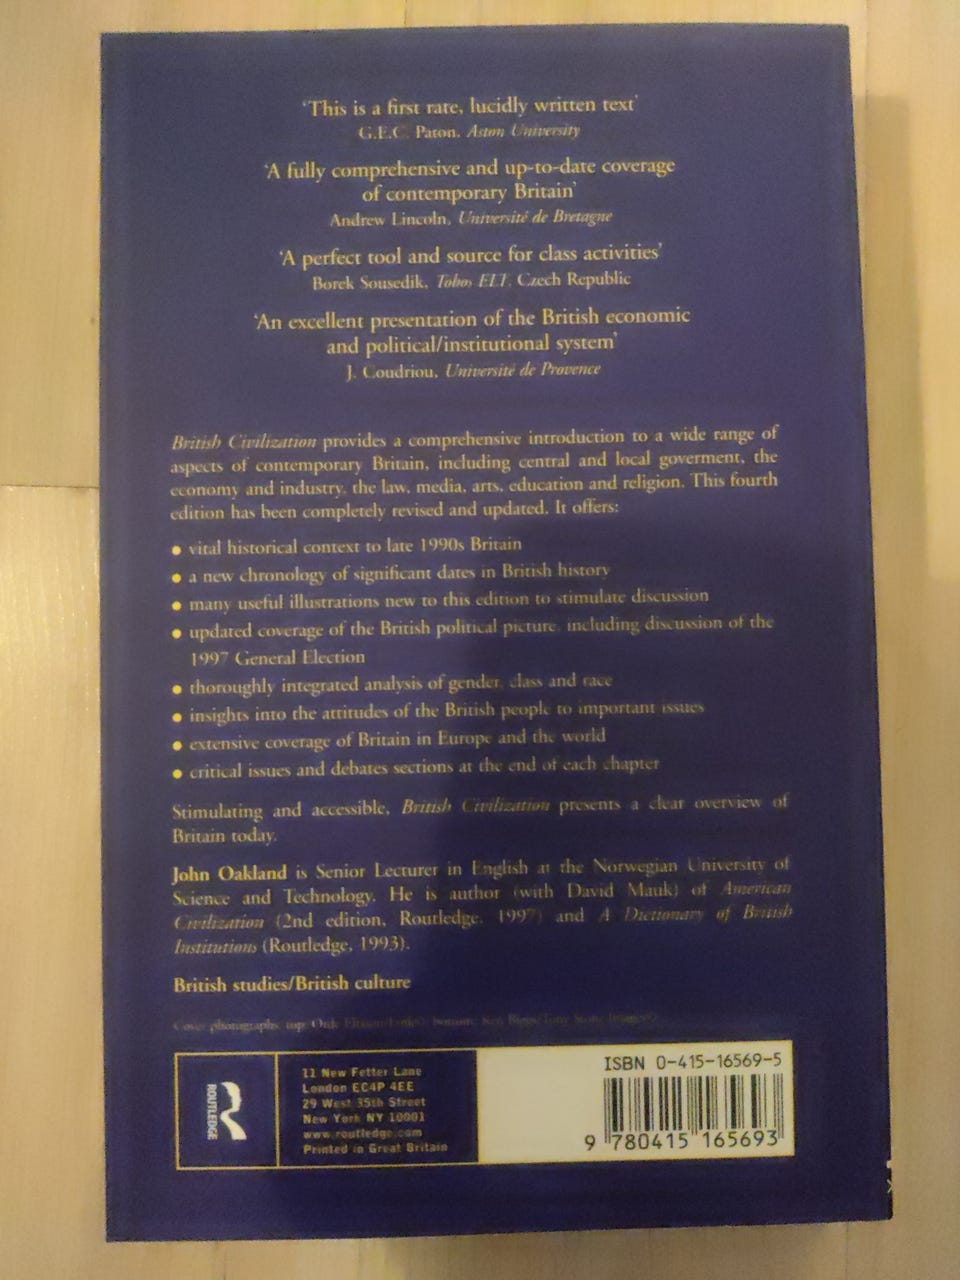 'This is a first rate, lucidly written text'
G.E.C. Paton, Aston University
'A fully comprehensive and up-to-date coverage
of contemporary Britain'
Andrew Lincoln, Université de Bretagne
'A perfect tool and source for class activities'
Borek Sousedik, Tobos ELT, Czech Republic
'An excellent presentation of the British economic
and political/institutional system'
J. Coudriou, Université de Provence
British Civilization provides a comprehensive introduction to a wide range of
aspects of contemporary Britain, including central and local goverment, the
economy and industry, the law, media, arts, education and religion. This fourth
edition has been completely revised and updated. It offers:
● vital historical context to late 1990s Britain
● a new chronology of significant dates in British history
● many useful illustrations new to this edition to stimulate discussion
● updated coverage of the British political picture, including discussion of the
1997 General Election
● thoroughly integrated analysis of gender, class and race
● insights into the attitudes of the British people to important issues
● extensive coverage of Britain in Europe and the world
● critical issues and debates sections at the end of each chapter
Stimulating and accessible, British Civilization presents a clear overview of
Britain today.
John Oakland is Senior Lecturer in English at the Norwegian University of
Science and Technology. He is author (with David Mauk) of American
Civilization (2nd edition, Routledge, 1997) and A Dictionary of British
Institutions (Routledge, 1993).
British studies/British culture
Cover photographs: top: bottom: Ken Biggs/Tony Stone Images
ROUTLEDGE
11 New Fetter Lane
London EC4P 4EE
29 West 35th Street
New York NY 10001
www.routledge.com
Printed in Great Britain
ISBN 0-415-16569-5
9 780415 165693